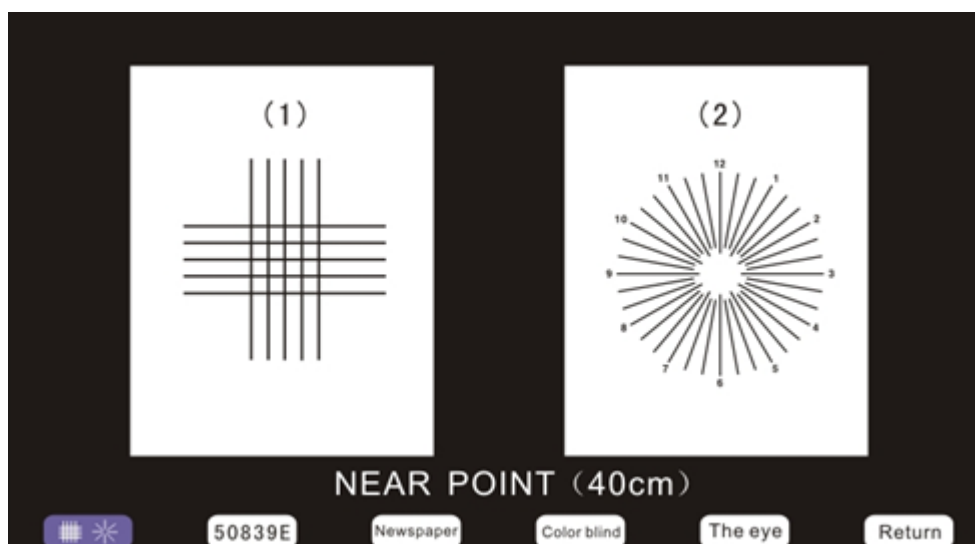 (1)
(2)
12
11
1
10
2
9
3
8
4
7
5
6
NEAR POINT（40cm）
50839E
Newspaper
Color blind
The eye
Return